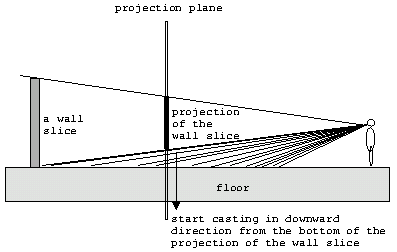 projection plane
a wall
slice
projection
of the
wall slice
floor
start casting in downward
direction from the bottom of the
projection of the wall slice